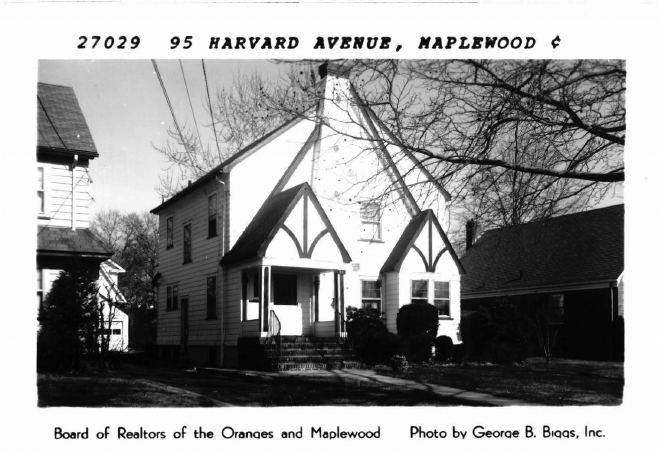 27029 95 HARVARD AVENUE, MAPLEWOOD ¢
Board of Realtors of the Oranges and Maplewood Photo by George B. Biggs, Inc.